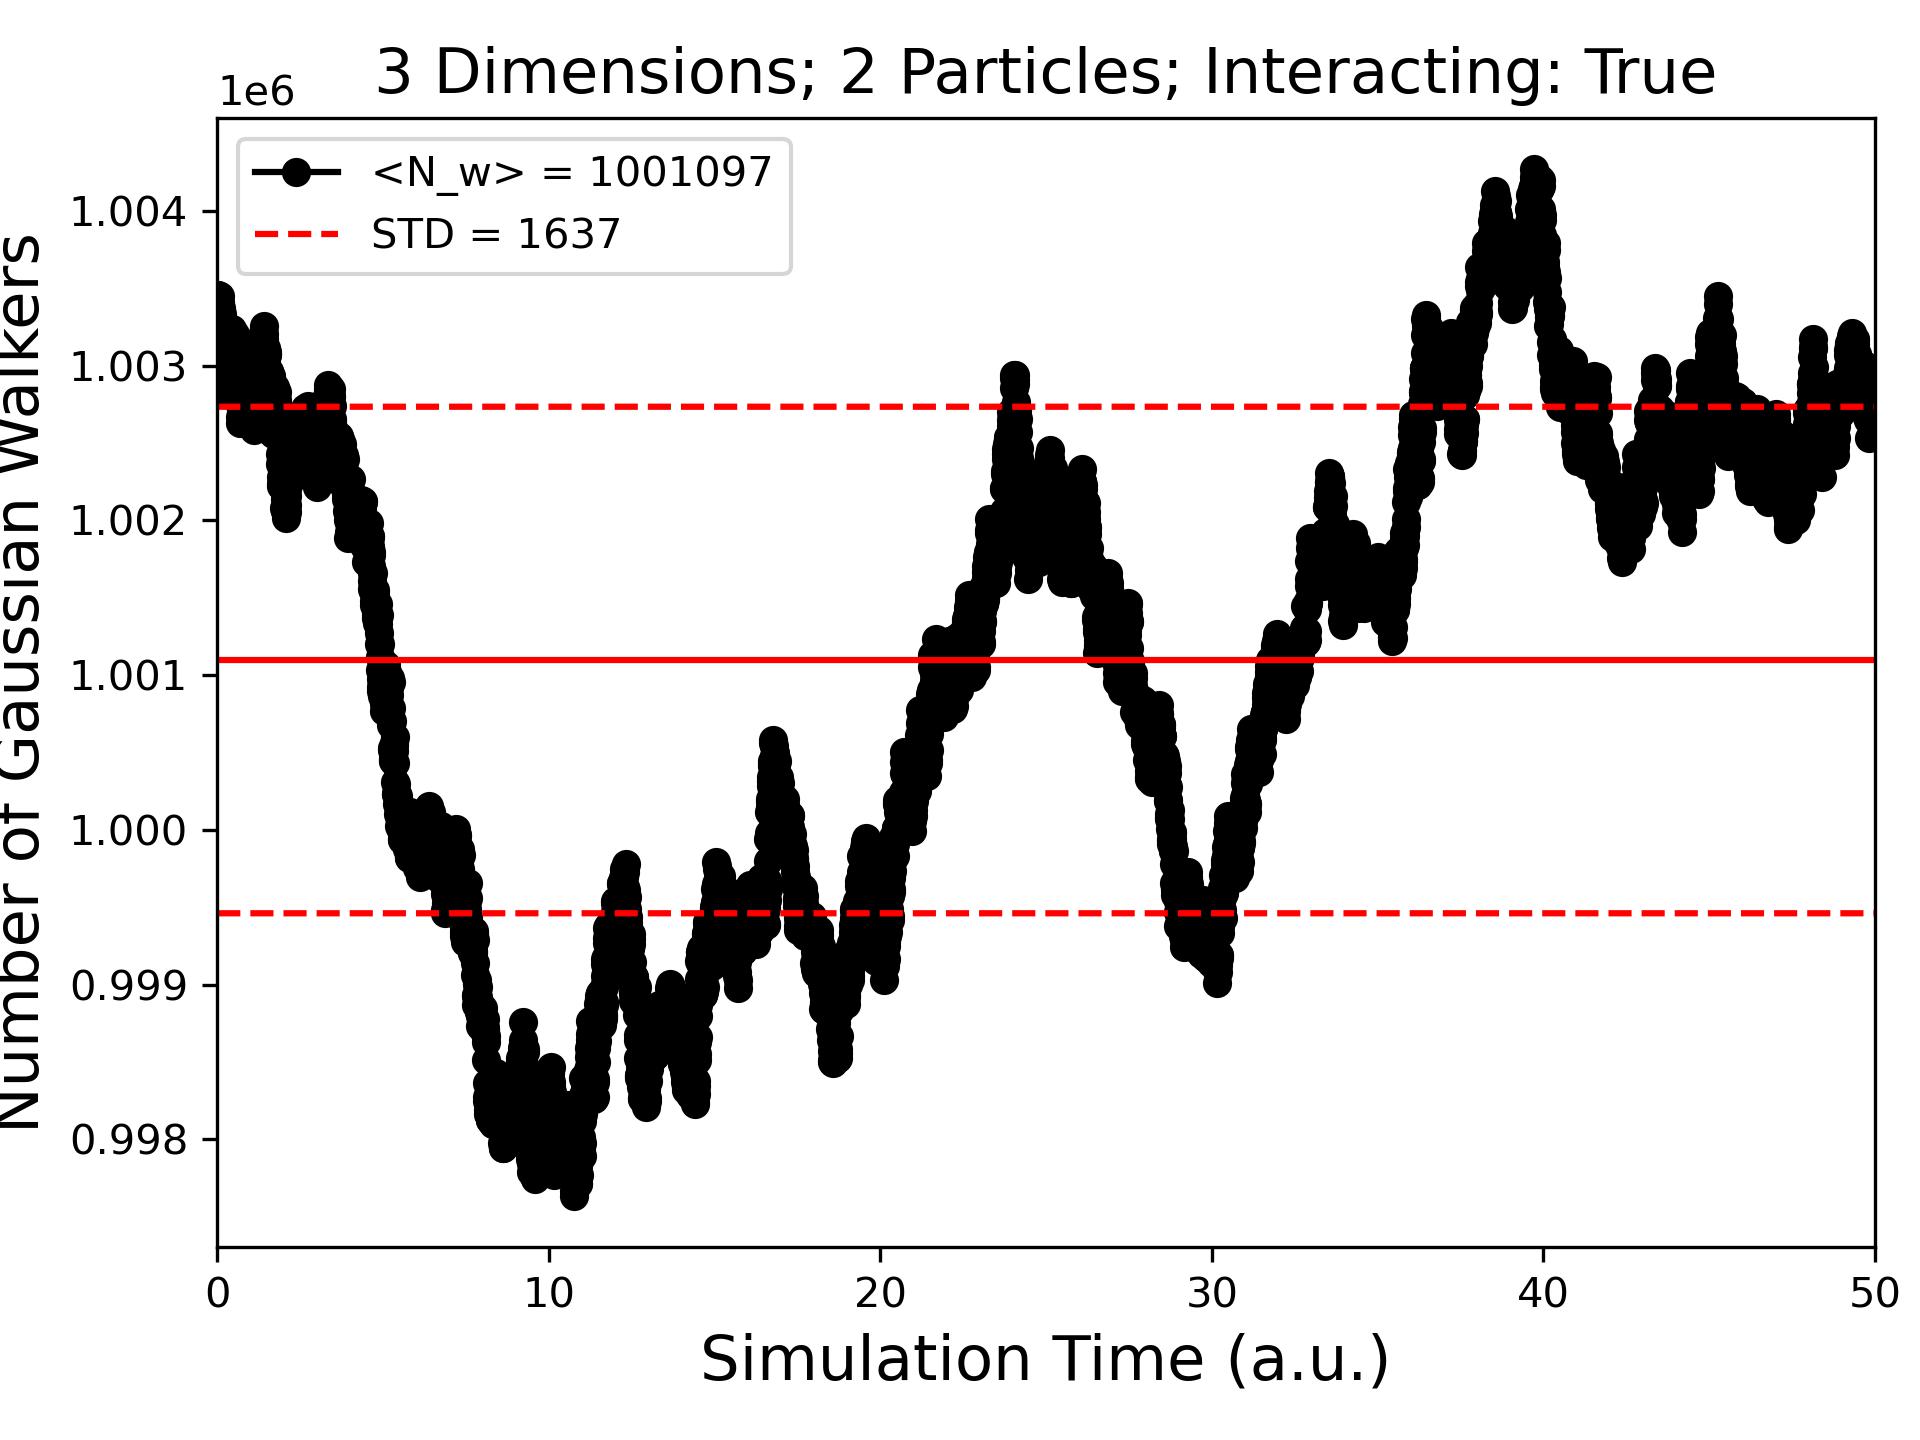 3 Dimensions; 2 Particles; Interacting: True
1e6
<N_w> = 1001097
STD = 1637
Number of Gaussian Walkers
1.004
1.003
1.002
1.001
1.000
0.999
0.998
0 10 20 30 40 50
Simulation Time (a.u.)